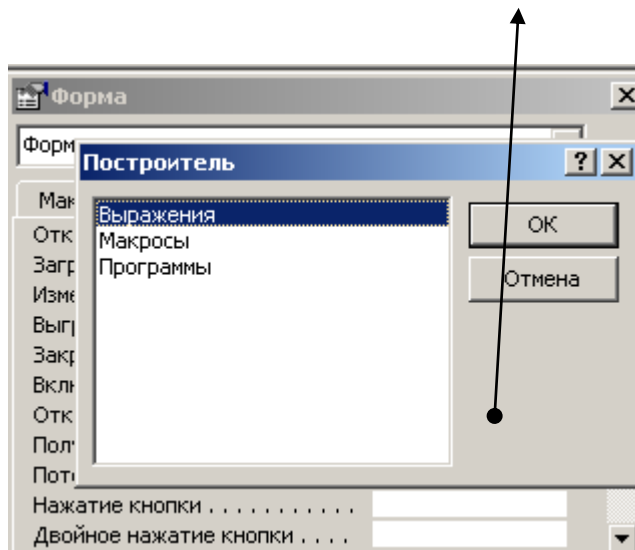 Форма
Форм
Построитель
Мак
Выражения
Макросы
Программы
ОК
Отмена
Отк
Загр
Изме
Выгр
Закр
Вклю
Отк
Пол
Пот
Нажатие кнопки . . . . . . . . . . .
Двойное нажатие кнопки . . . .